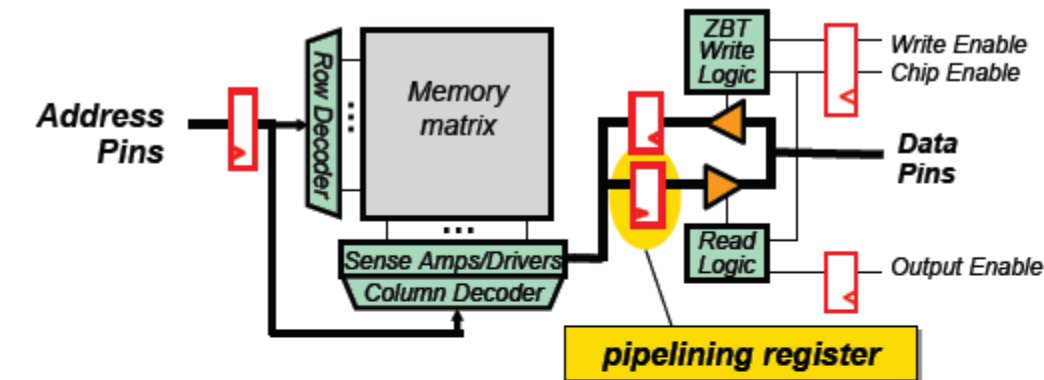 ZBT
Write
Logic
Write Enable
Chip Enable
Row Decoder
Memory
matrix
Address
Pins
Data
Pins
...
...
Sense Amps/Drivers
Column Decoder
Read
Logic
Output Enable
pipelining register